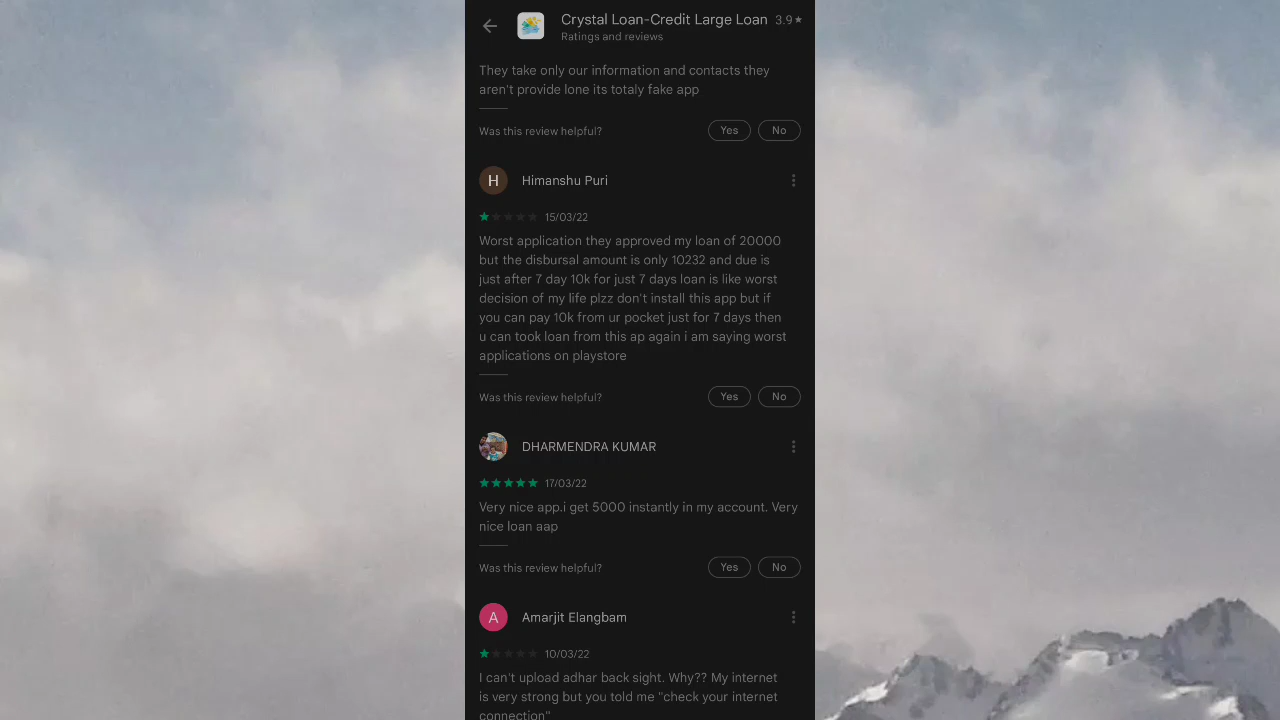 Crystal Loan-Credit Large Loan 3.9★
Ratings and reviews
They take only our information and contacts they
aren't provide lone its totaly fake app
Was this review helpful? Yes No
H Himanshu Puri
15/03/22
Worst application they approved my loan of 20000
but the disbursal amount is only 10232 and due is
just after 7 day 10k for just 7 days loan is like worst
decision of my life plzz don't install this app but if
you can pay 10k from ur pocket just for 7 days then
u can took loan from this ap again i am saying worst
applications on playstore
Was this review helpful? Yes No
DHARMENDRA KUMAR
17/03/22
Very nice app.i get 5000 instantly in my account. Very
nice loan aap
Was this review helpful? Yes No
A Amarjit Elangbam
10/03/22
I can't upload adhar back sight. Why?? My internet
is very strong but you told me "check your internet
connection"